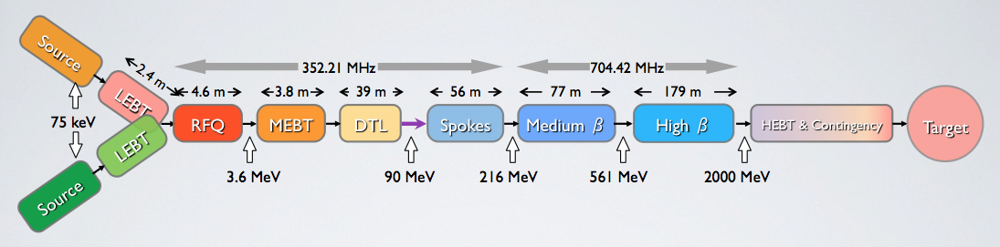 Source
LEBT
2.4 m
75 keV
LEBT
Source
352.21 MHz
704.42 MHz
4.6 m
3.8 m
39 m
56 m
77 m
179 m
RFQ
MEBT
DTL
Spokes
Medium β
High β
HEBT & Contingency
Target
3.6 MeV
90 MeV
216 MeV
561 MeV
2000 MeV